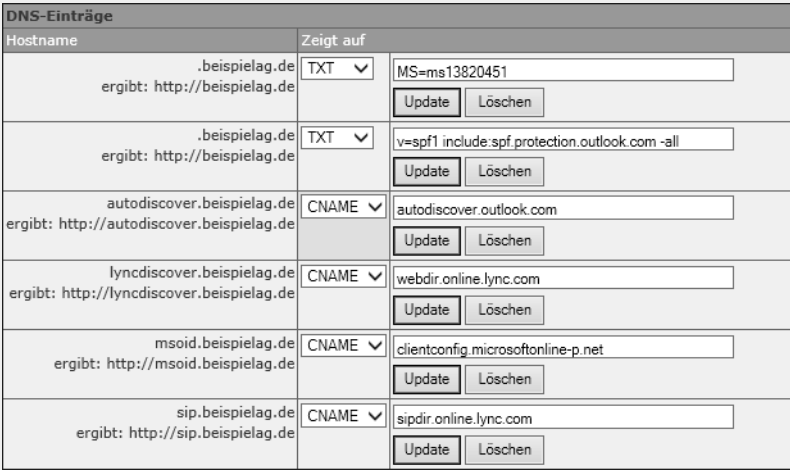 DNS-Einträge
Hostname Zeigt auf
.beispielag.de TXT MS=ms13820451
ergibt: http://beispielag.de
Update Löschen
.beispielag.de TXT v=spf1 include:spf.protection.outlook.com -all
ergibt: http://beispielag.de
Update Löschen
autodiscover.beispielag.de CNAME autodiscover.outlook.com
ergibt: http://autodiscover.beispielag.de
Update Löschen
lyncdiscover.beispielag.de CNAME webdir.online.lync.com
ergibt: http://lyncdiscover.beispielag.de
Update Löschen
msoid.beispielag.de CNAME clientconfig.microsoftonline-p.net
ergibt: http://msoid.beispielag.de
Update Löschen
sip.beispielag.de CNAME sipdir.online.lync.com
ergibt: http://sip.beispielag.de
Update Löschen